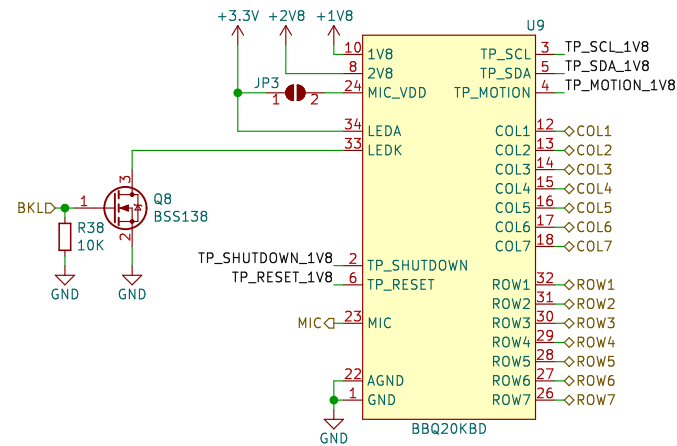 +3.3V
+2V8
+1V8
U9
10 1V8
8 2V8
JP3
1 2
24 MIC_VDD
34 LEDA
33 LEDK
TP_SCL 3 TP_SCL_1V8
TP_SDA 5 TP_SDA_1V8
TP_MOTION 4 TP_MOTION_1V8
COL1 12 COL1
COL2 13 COL2
COL3 14 COL3
COL4 15 COL4
COL5 16 COL5
COL6 17 COL6
COL7 18 COL7
3
BKL
1
Q8
BSS138
2
R38
10K
GND
GND
TP_SHUTDOWN_1V8 2 TP_SHUTDOWN
TP_RESET_1V8 6 TP_RESET
ROW1 32 ROW1
ROW2 31 ROW2
ROW3 30 ROW3
ROW4 29 ROW4
ROW5 28 ROW5
ROW6 27 ROW6
ROW7 26 ROW7
MIC 23 MIC
22 AGND
1 GND
GND
BBQ20KBD